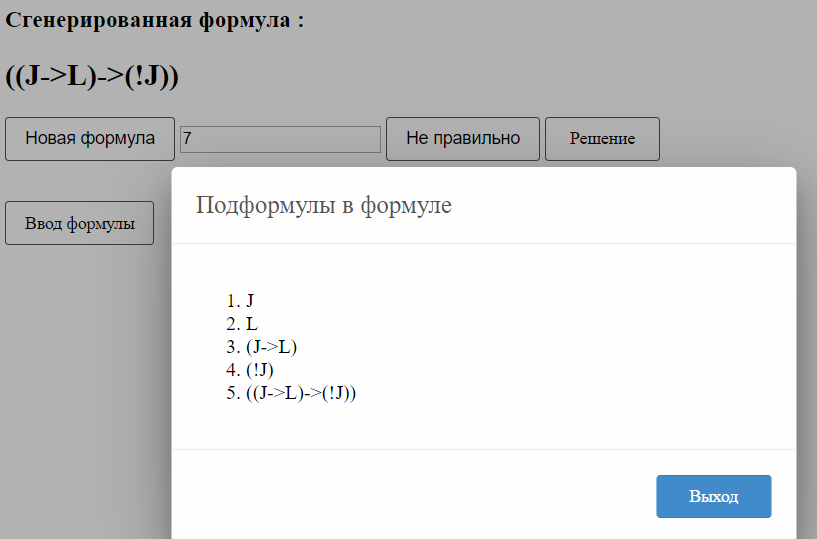 Сгенерированная формула :
((J->L)->(!J))
Новая формула 7 Не правильно Решение
Ввод формулы
Подформулы в формуле
1. J
2. L
3. (J->L)
4. (!J)
5. ((J->L)->(!J))
Выход